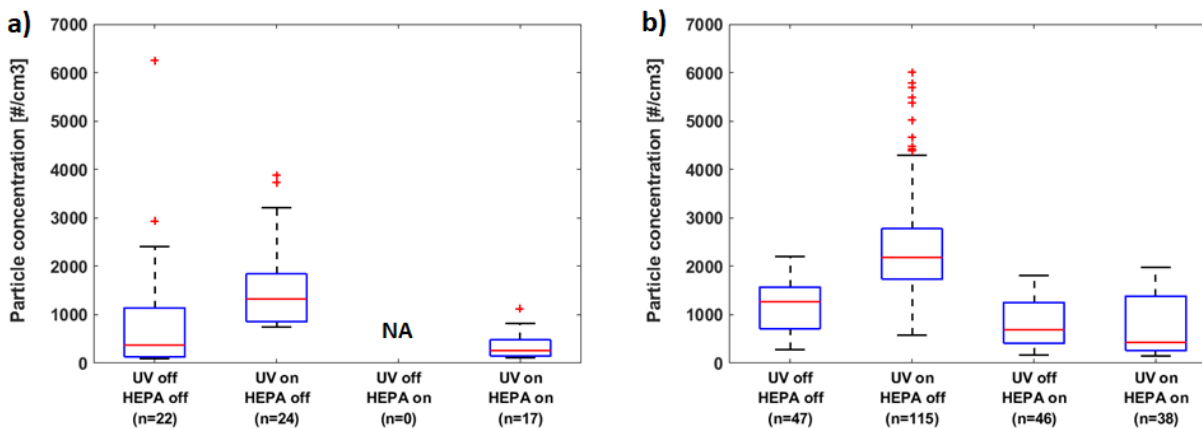 a)
Particle concentration [#/cm3]
7000
6000
5000
4000
3000
2000
1000
0
NA
UV off UV on UV off UV on
HEPA off HEPA off HEPA on HEPA on
(n=22) (n=24) (n=0) (n=17)
b)
Particle concentration [#/cm3]
7000
6000
5000
4000
3000
2000
1000
0
UV off UV on UV off UV on
HEPA off HEPA off HEPA on HEPA on
(n=47) (n=115) (n=46) (n=38)